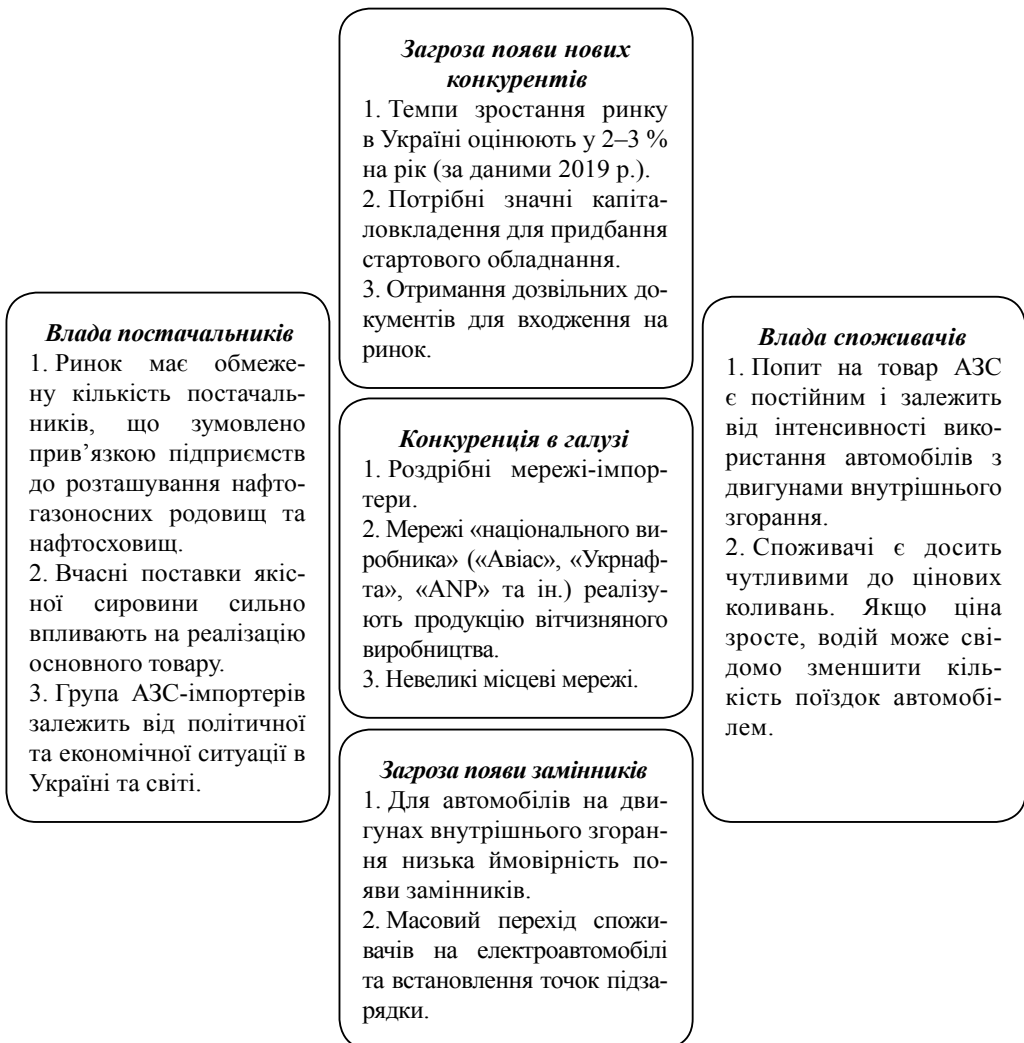 Загроза появи нових
конкурентів
1. Темпи зростання ринку
в Україні оцінюють у 2–3 %
на рік (за даними 2019 р.).
2. Потрібні значні капіта-
ловкладення для придбання
стартового обладнання.
3. Отримання дозвільних до-
кументів для входження на
ринок.
Влада постачальників
1. Ринок має обмеже-
ну кількість постачаль-
ників, що зумовлено
прив’язкою підприємств
до розташування нафто-
газоносних родовищ та
нафтосховищ.
2. Вчасні поставки якіс-
ної сировини сильно
впливають на реалізацію
основного товару.
3. Група АЗС-імпортерів
залежить від політичної
та економічної ситуації в
Україні та світі.
Конкуренція в галузі
1. Роздрібні мережі-імпор-
тери.
2. Мережі «національного ви-
робника» («Авіас», «Укрнаф-
та», «ANP» та ін.) реалізу-
ють продукцію вітчизняного
виробництва.
3. Невеликі місцеві мережі.
Влада споживачів
1. Попит на товар АЗС
є постійним і залежить
від інтенсивності вико-
ристання автомобілів з
двигунами внутрішнього
згорання.
2. Споживачі є досить
чутливими до цінових
коливань. Якщо ціна
зросте, водій може сві-
домо зменшити кіль-
кість поїздок автомобі-
лем.
Загроза появи замінників
1. Для автомобілів на дви-
гунах внутрішнього згоран-
ня низька ймовірність по-
яви замінників.
2. Масовий перехід спожи-
вачів на електроавтомобілі
та встановлення точок підза-
рядки.